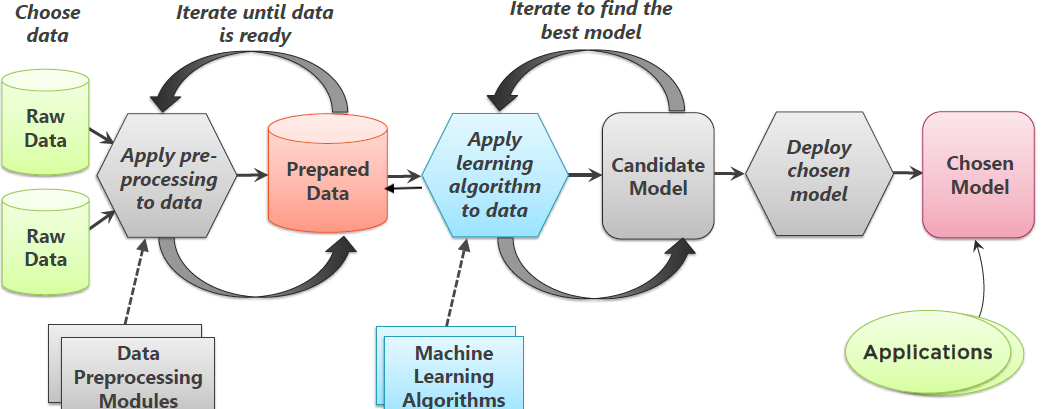 Choose
data
Iterate until data
is ready
Iterate to find the
best model
Raw
Data
Raw
Data
Apply pre-
processing
to data
Prepared
Data
Apply
learning
algorithm
to data
Candidate
Model
Deploy
chosen
model
Chosen
Model
Data
Preprocessing
Modules
Machine
Learning
Algorithms
Applications